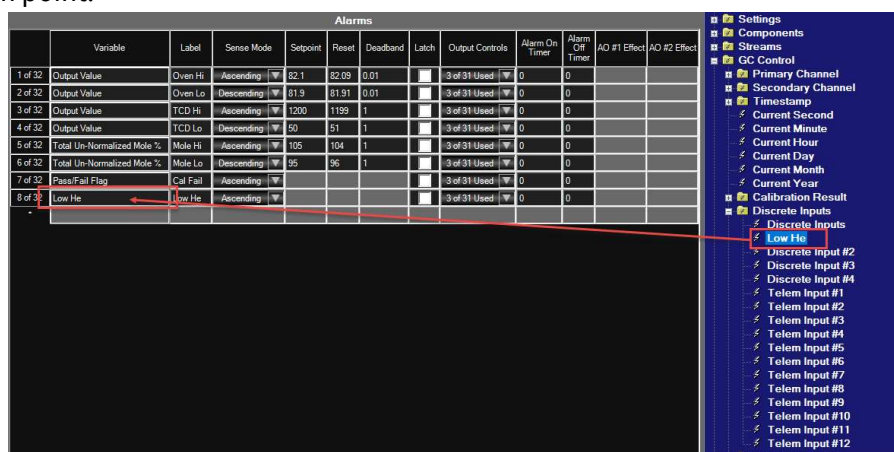 Alarms
Variable Label Sense Mode Setpoint Reset Deadband Latch Output Controls Alarm On Timer Alarm Off Timer AO #1 Effect AO #2 Effect
1 of 32 Output Value Oven Hi Ascending 82.1 82.09 0.01 3 of 31 Used 0 0
2 of 32 Output Value Oven Lo Descending 81.9 81.91 0.01 3 of 31 Used 0 0
3 of 32 Output Value TCD Hi Ascending 1200 1199 1 3 of 31 Used 0 0
4 of 32 Output Value TCD Lo Descending 50 51 1 3 of 31 Used 0 0
5 of 32 Total Un-Normalized Mole % Mole Hi Ascending 105 104 1 3 of 31 Used 0 0
6 of 32 Total Un-Normalized Mole % Mole Lo Descending 95 96 1 3 of 31 Used 0 0
7 of 32 Pass/Fail Flag Cal Fail Ascending 3 of 31 Used 0 0
8 of 32 Low He Low He Ascending 3 of 31 Used 0 0
*
Settings
Components
Streams
GC Control
Primary Channel
Secondary Channel
Timestamp
Current Second
Current Minute
Current Hour
Current Day
Current Month
Current Year
Calibration Result
Discrete Inputs
Discrete Inputs
Low He
Discrete Input #2
Discrete Input #3
Discrete Input #4
Telem Input #1
Telem Input #2
Telem Input #3
Telem Input #4
Telem Input #5
Telem Input #6
Telem Input #7
Telem Input #8
Telem Input #9
Telem Input #10
Telem Input #11
Telem Input #12